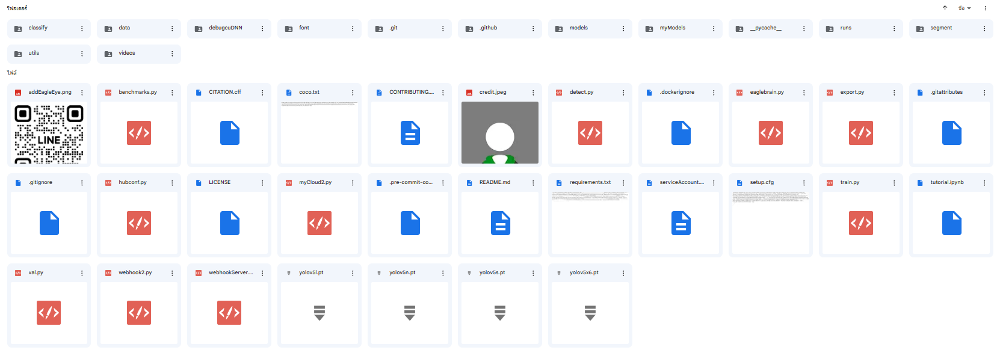 โฟลเดอร์
ชื่อ
classify data debugcuDNN font .git .github models myModels __pycache__ runs segment
utils videos
ไฟล์
addEagleEye.png benchmarks.py CITATION.cff coco.txt CONTRIBUTING.... credit.jpeg detect.py .dockerignore eaglebrain.py export.py .gitattributes
LINE
.gitignore hubconf.py LICENSE myCloud2.py .pre-commit-co... README.md requirements.txt serviceAccount.... setup.cfg train.py tutorial.ipynb
val.py webhook2.py webhookServer.... yolov5l.pt yolov5n.pt yolov5s.pt yolov5x6.pt